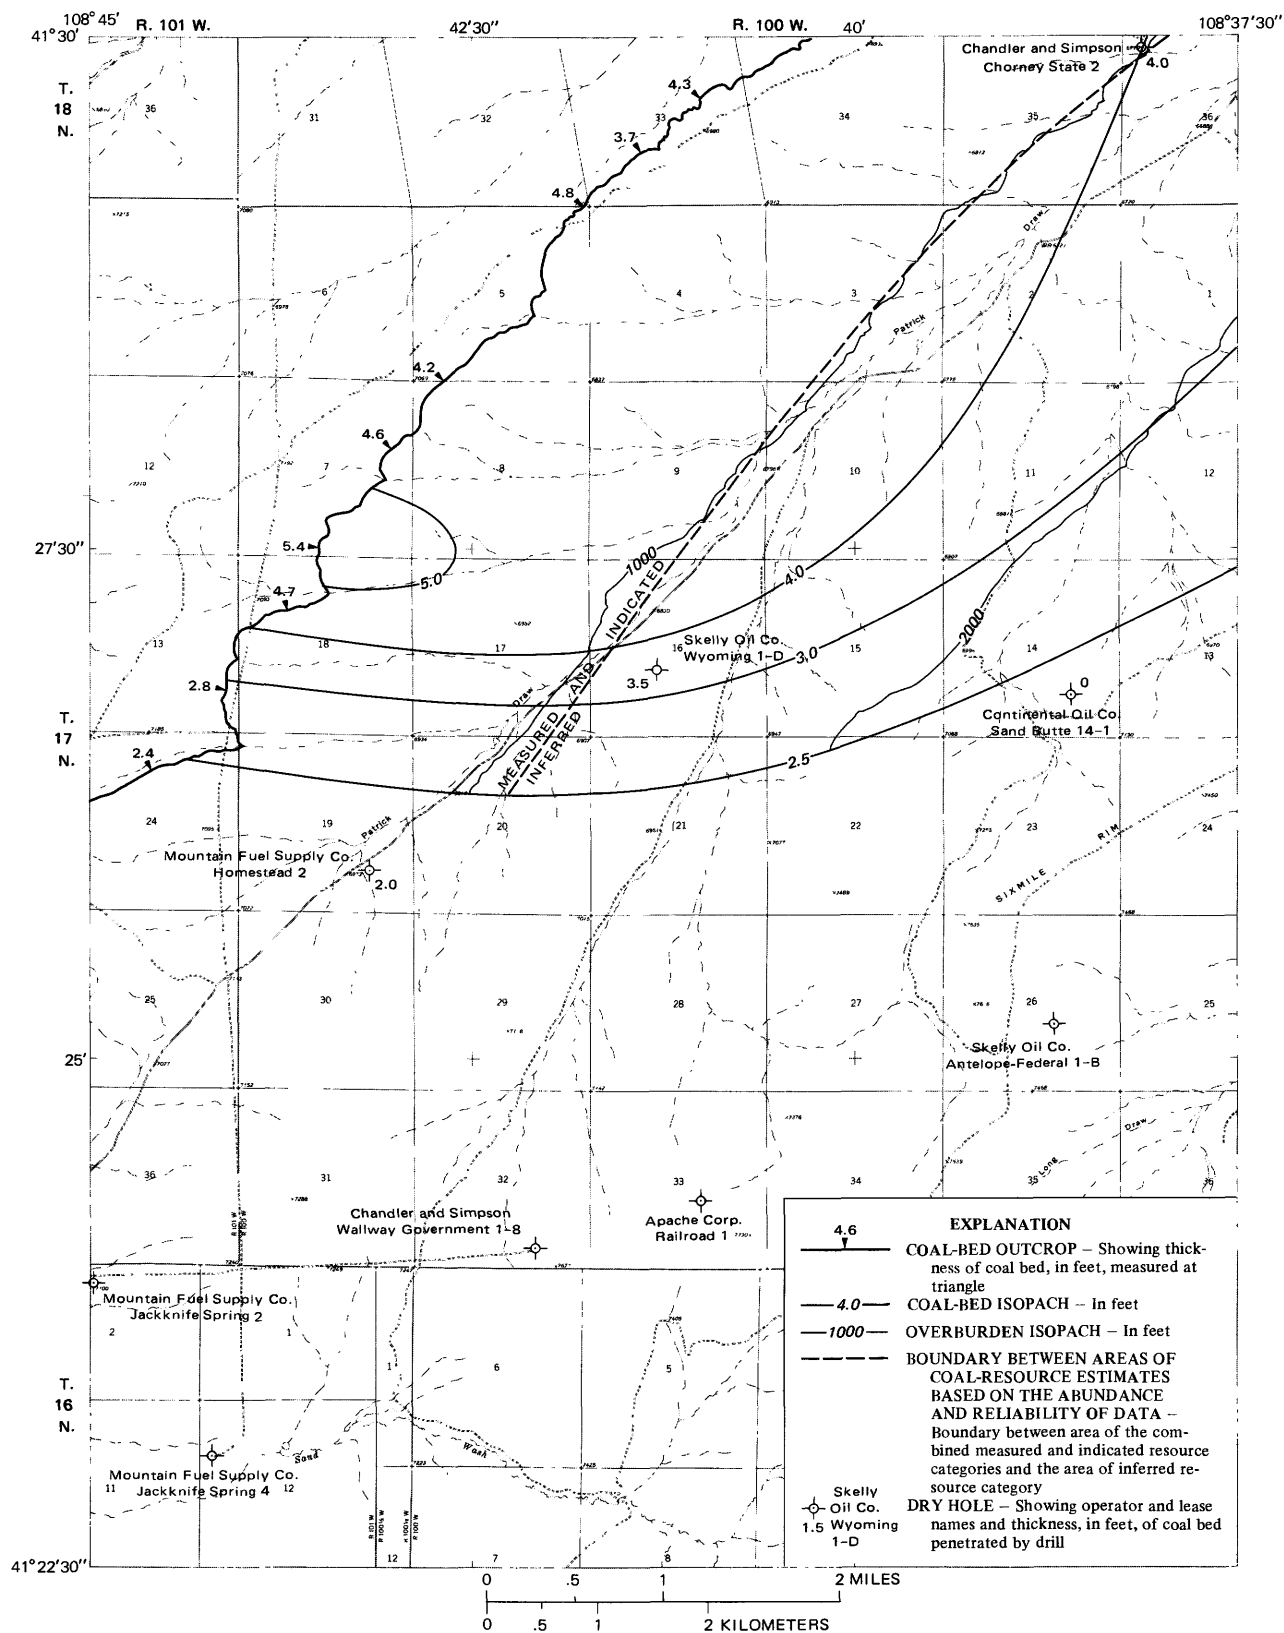 108°45'
R. 101 W.
42'30"
R. 100 W.
40'
108°37'30"
41°30'
Chandler and Simpson
Chorney State 2
4.0
T.
18
N.
36
31
32
33
34
35
36
4.3
3.7
4.8
Draw
6
5
4
3
2
1
Patrick
4.2
4.6
12
7
8
9
10
11
12
27'30"
5.4
5.0
1000
4.0
4.7
MEASURED AND INDICATED
INFERRED
2000
13
18
17
16
15
14
13
Skelly Oil Co.
Wyoming 1-D
3.5
3.0
2.8
Draw
0
Continental Oil Co.
Sand Butte 14-1
T.
17
N.
2.4
2.5
24
19
20
21
22
23
24
Patrick
SIXMILE RIM
Mountain Fuel Supply Co.
Homestead 2
2.0
25
30
29
28
27
26
25
25'
Skelly Oil Co.
Antelope-Federal 1-B
Long Draw
36
31
32
33
34
35
36
Chandler and Simpson
Wallway Government 1-8
Apache Corp.
Railroad 1
R 101 W
Mountain Fuel Supply Co.
Jackknife Spring 2
2
1
1
6
5
T.
16
N.
Sand
Wash
Mountain Fuel Supply Co.
Jackknife Spring 4
11
12
R 101 W
R 100½ W
R 100½ W
R 100 W
12
7
8
41°22'30"
EXPLANATION
4.6
COAL-BED OUTCROP – Showing thick-
ness of coal bed, in feet, measured at
triangle
4.0
COAL-BED ISOPACH – In feet
1000
OVERBURDEN ISOPACH – In feet
BOUNDARY BETWEEN AREAS OF
COAL-RESOURCE ESTIMATES
BASED ON THE ABUNDANCE
AND RELIABILITY OF DATA –
Boundary between area of the com-
bined measured and indicated resource
categories and the area of inferred re-
source category
Skelly
Oil Co.
1.5 Wyoming
1-D
DRY HOLE – Showing operator and lease
names and thickness, in feet, of coal bed
penetrated by drill
0 .5 1 2 MILES
0 .5 1 2 KILOMETERS